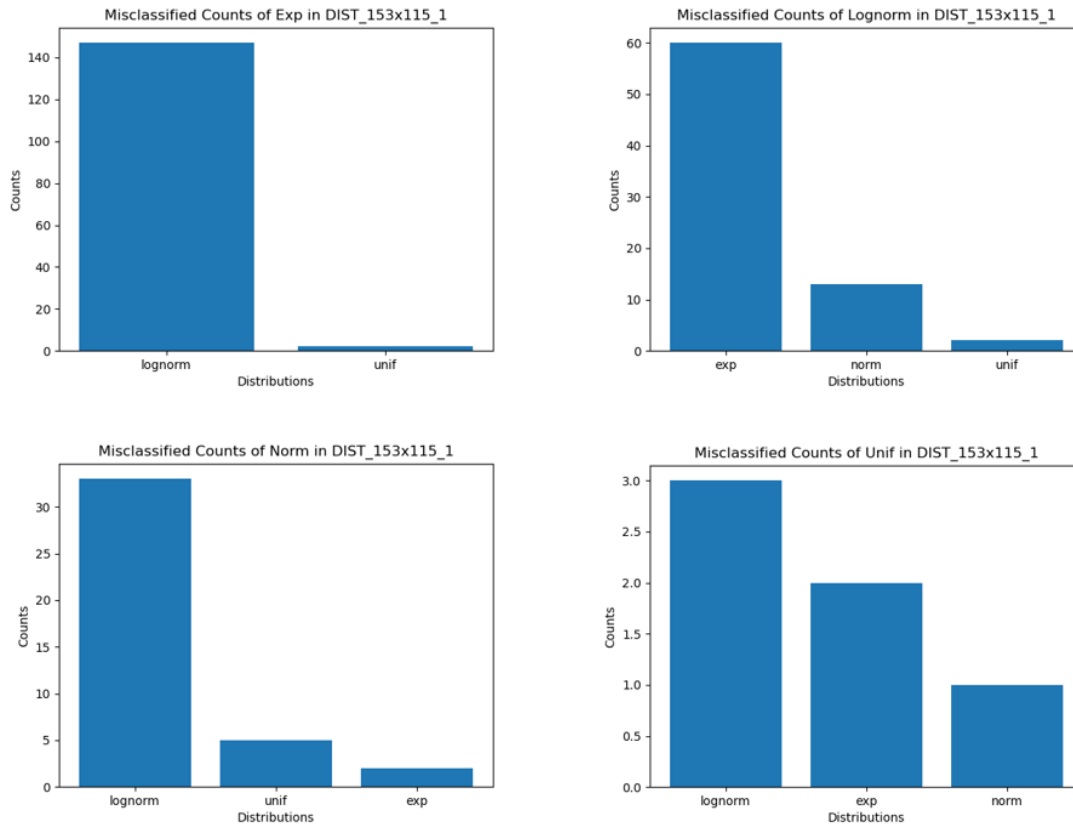 Misclassified Counts of Exp in DIST_153x115_1
140
120
100
80
60
40
20
0
Counts
lognorm unif
Distributions
Misclassified Counts of Lognorm in DIST_153x115_1
60
50
40
30
20
10
0
Counts
exp norm unif
Distributions
Misclassified Counts of Norm in DIST_153x115_1
30
25
20
15
10
5
0
Counts
lognorm unif exp
Distributions
Misclassified Counts of Unif in DIST_153x115_1
3.0
2.5
2.0
1.5
1.0
0.5
0.0
Counts
lognorm exp norm
Distributions